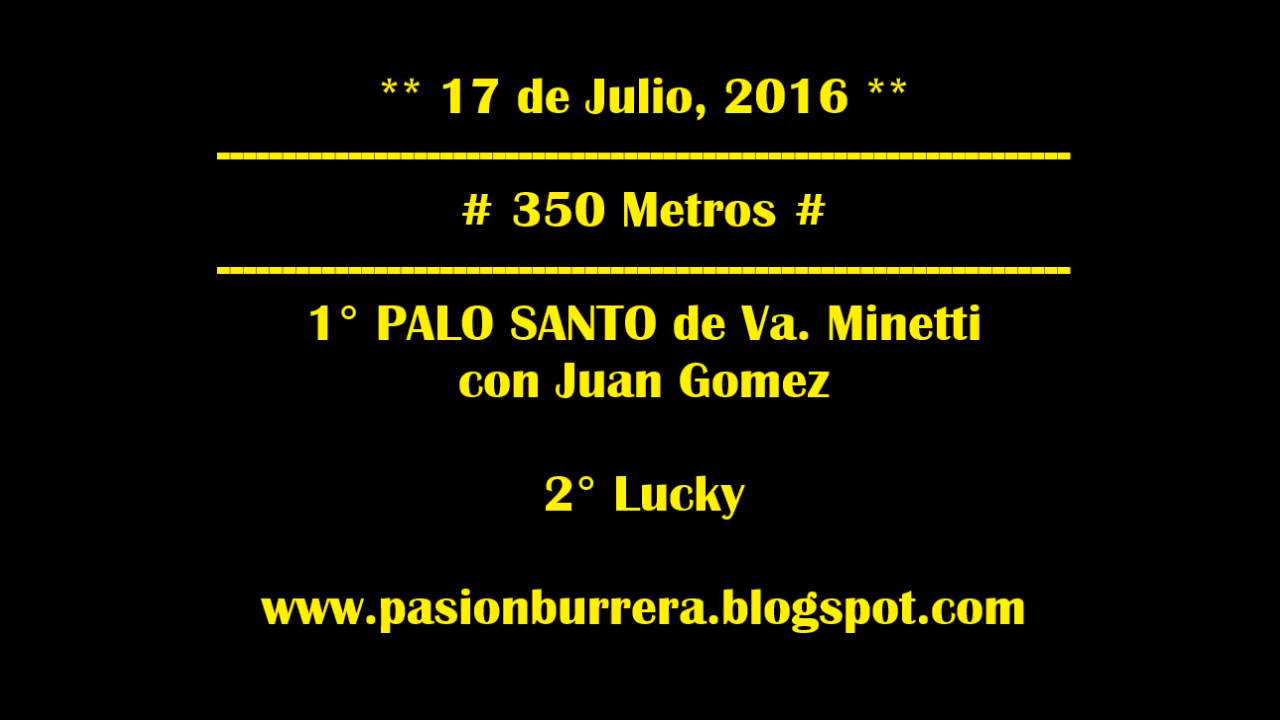 ** 17 de Julio, 2016 **
# 350 Metros #
1° PALO SANTO de Va. Minetti
con Juan Gomez
2° Lucky
www.pasionburrera.blogspot.com